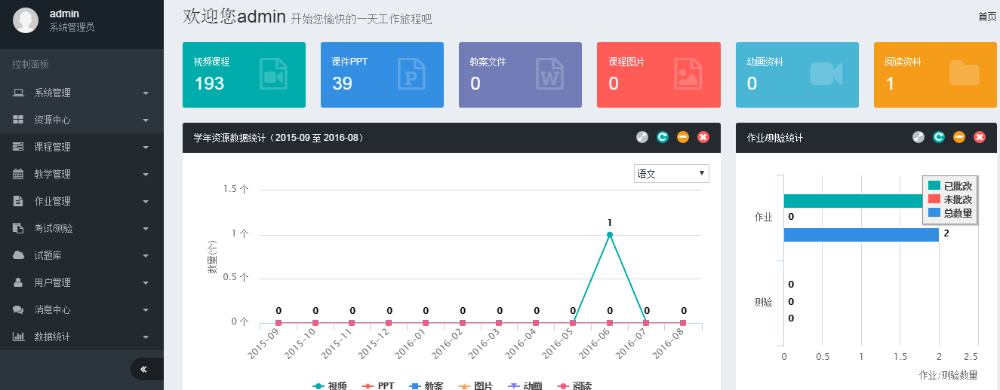 admin
系统管理员
控制面板
系统管理
资源中心
课程管理
教学管理
作业管理
考试/测验
试题库
用户管理
消息中心
数据统计
欢迎您admin 开始您愉快的一天工作旅程吧
首页
视频课程
193
课件PPT
39
P
教案文件
0
W
课程图片
0
动画资料
0
阅读资料
1
学年资源数据统计（2015-09 至 2016-08）
语文
数里(个)
1.5 个
1 个
0.5 个
0 个
1
0 0 0 0 0 0 0 0 0 0 0 0
2015-09 2015-10 2015-11 2015-12 2016-01 2016-02 2016-03 2016-04 2016-05 2016-06 2016-07 2016-08
视频 PPT 教案 图片 动画 阅读
作业/测验统计
已批改
未批改
总数量
作业
0
2
测验
0
0
0
0 0.5 1 1.5 2 2.5
作业/测验数量